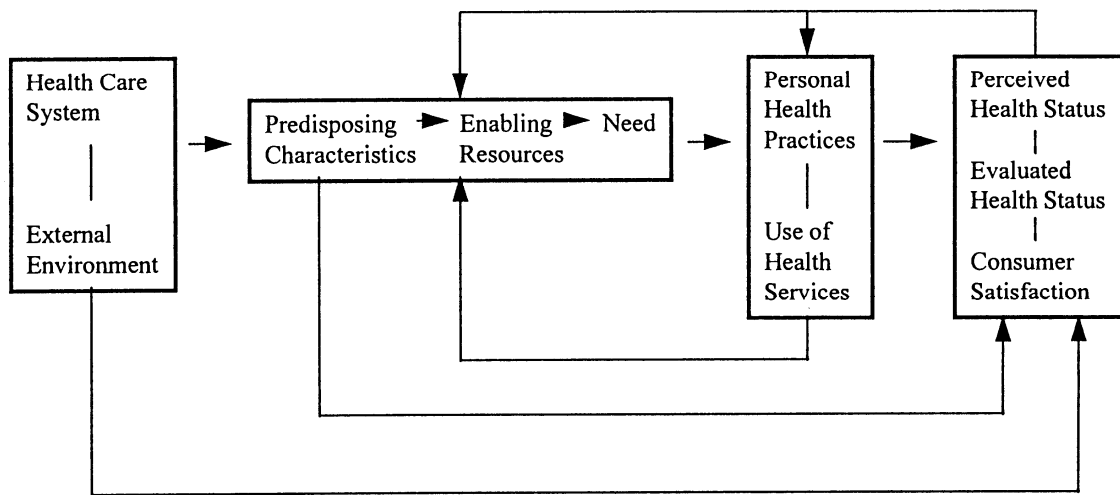 Health Care
System
External
Environment
Predisposing
Characteristics
Enabling
Resources
Need
Personal
Health
Practices
Use of
Health
Services
Perceived
Health Status
Evaluated
Health Status
Consumer
Satisfaction